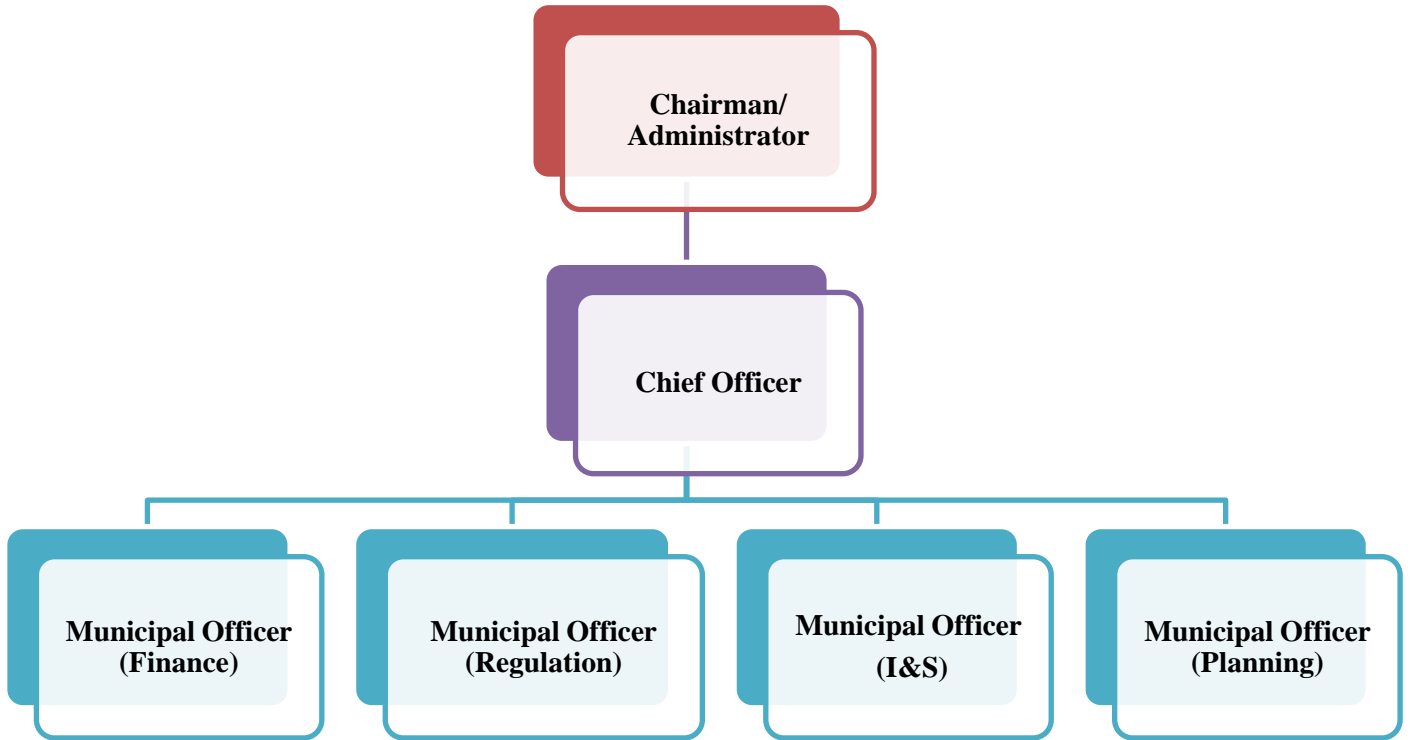 Chairman/
Administrator
Chief Officer
Municipal Officer
(Finance)
Municipal Officer
(Regulation)
Municipal Officer
(I&S)
Municipal Officer
(Planning)